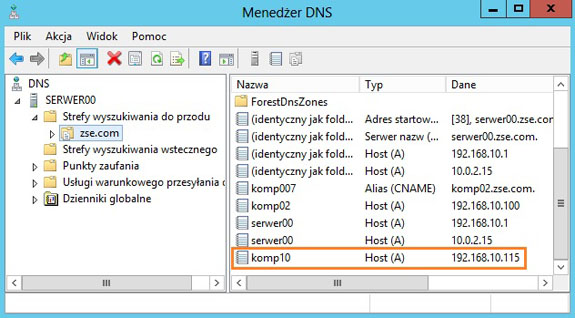 Menedżer DNS
Plik Akcja Widok Pomoc
DNS
SERWER00
Strefy wyszukiwania do przodu
zse.com
Strefy wyszukiwania wstecznego
Punkty zaufania
Usługi warunkowego przesyłania d
Dzienniki globalne
Nazwa Typ Dane
ForestDnsZones
(identyczny jak fold... Adres startow... [38], serwer00.zse.com
(identyczny jak fold... Serwer nazw (... serwer00.zse.com.
(identyczny jak fold... Host (A) 192.168.10.1
(identyczny jak fold... Host (A) 10.0.2.15
komp007 Alias (CNAME) komp02.zse.com.
komp02 Host (A) 192.168.10.100
serwer00 Host (A) 192.168.10.1
serwer00 Host (A) 10.0.2.15
komp10 Host (A) 192.168.10.115